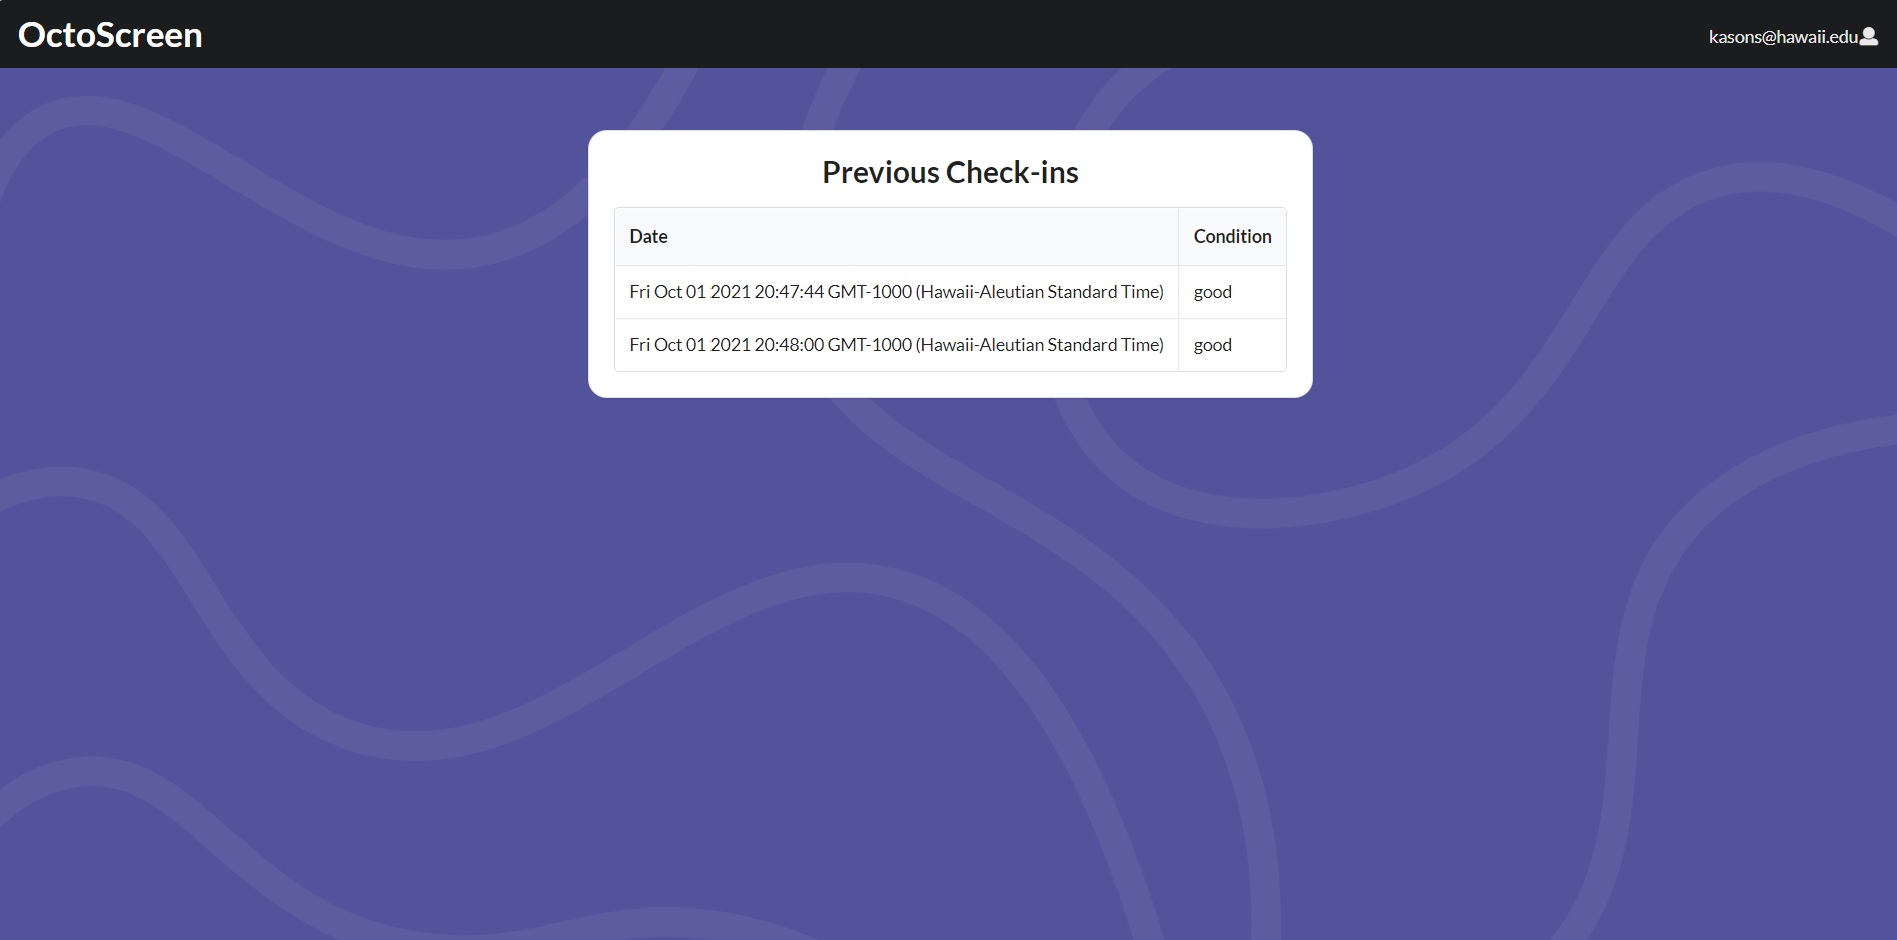 OctoScreen
kasons@hawaii.edu
Previous Check-ins
Date Condition
Fri Oct 01 2021 20:47:44 GMT-1000 (Hawaii-Aleutian Standard Time) good
Fri Oct 01 2021 20:48:00 GMT-1000 (Hawaii-Aleutian Standard Time) good